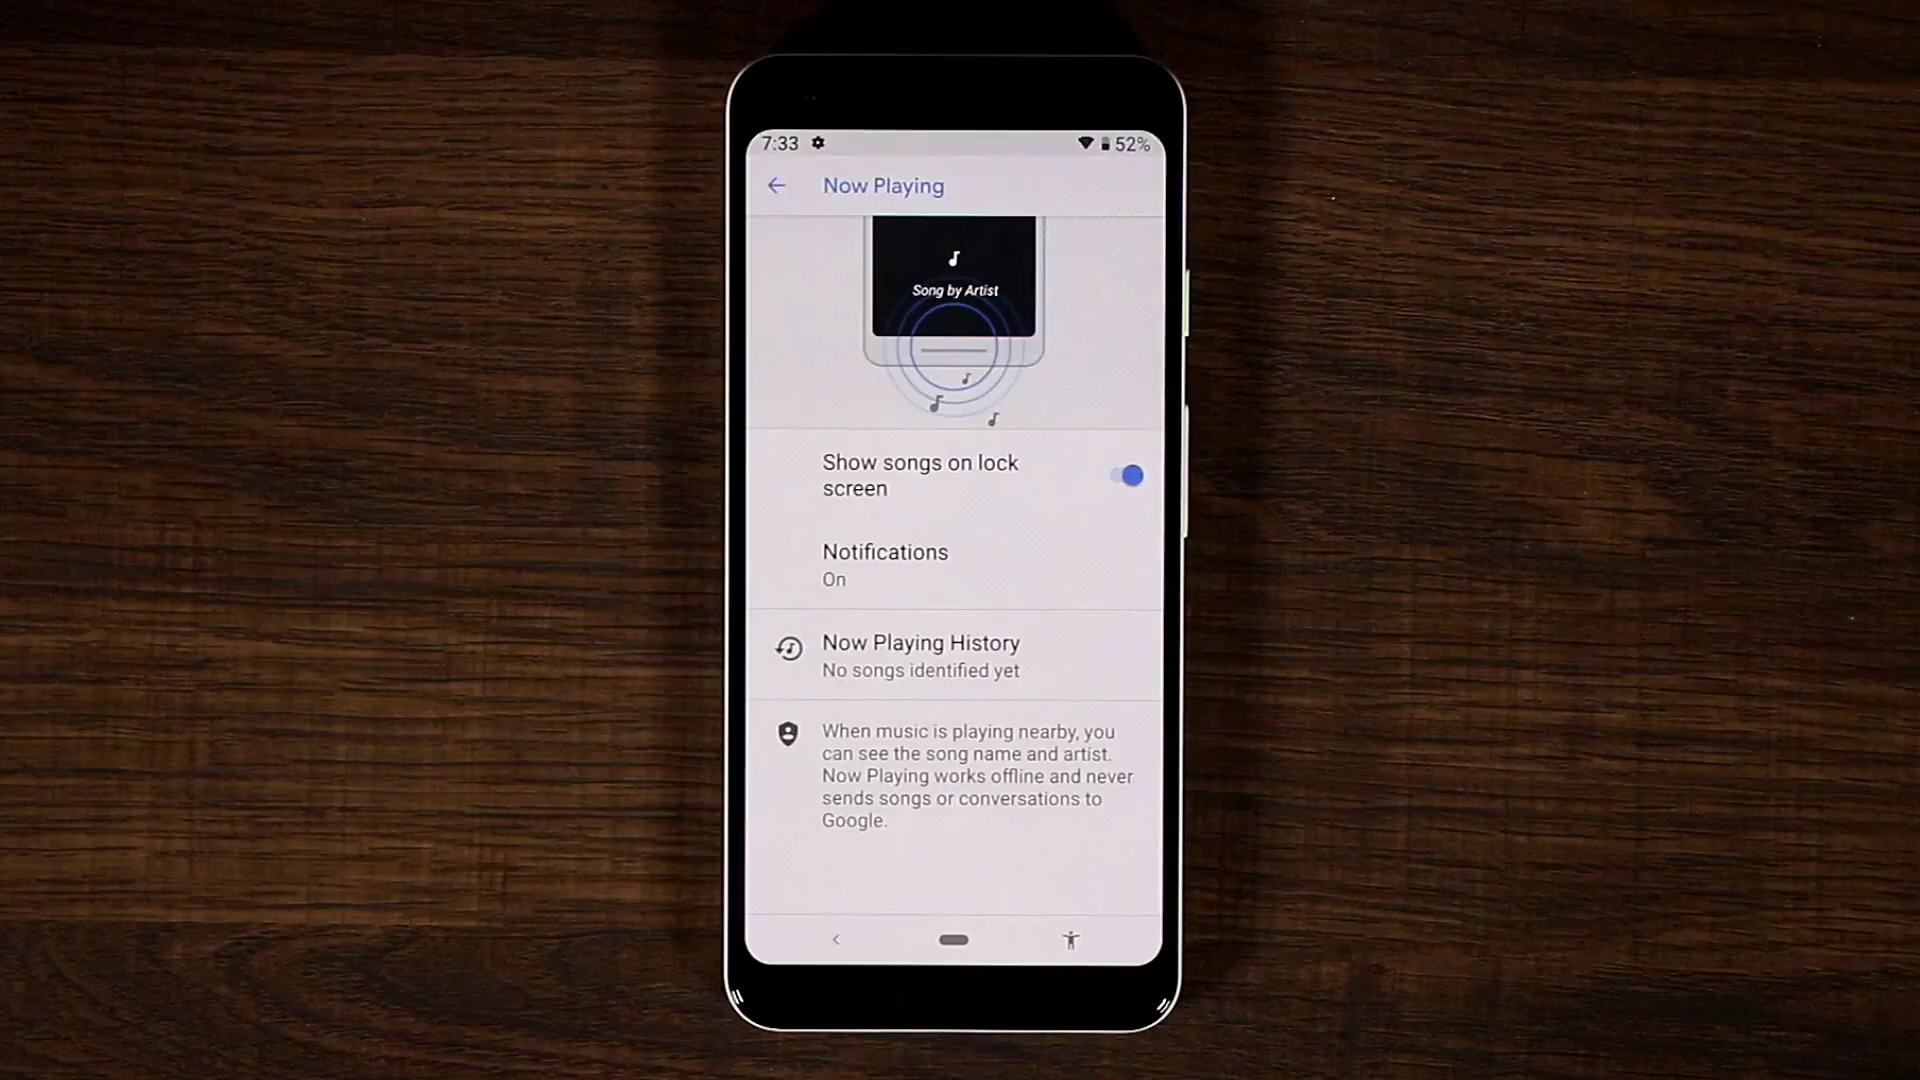 7:33 52%
Now Playing
Song by Artist
Show songs on lock
screen
Notifications
On
Now Playing History
No songs identified yet
When music is playing nearby, you
can see the song name and artist.
Now Playing works offline and never
sends songs or conversations to
Google.